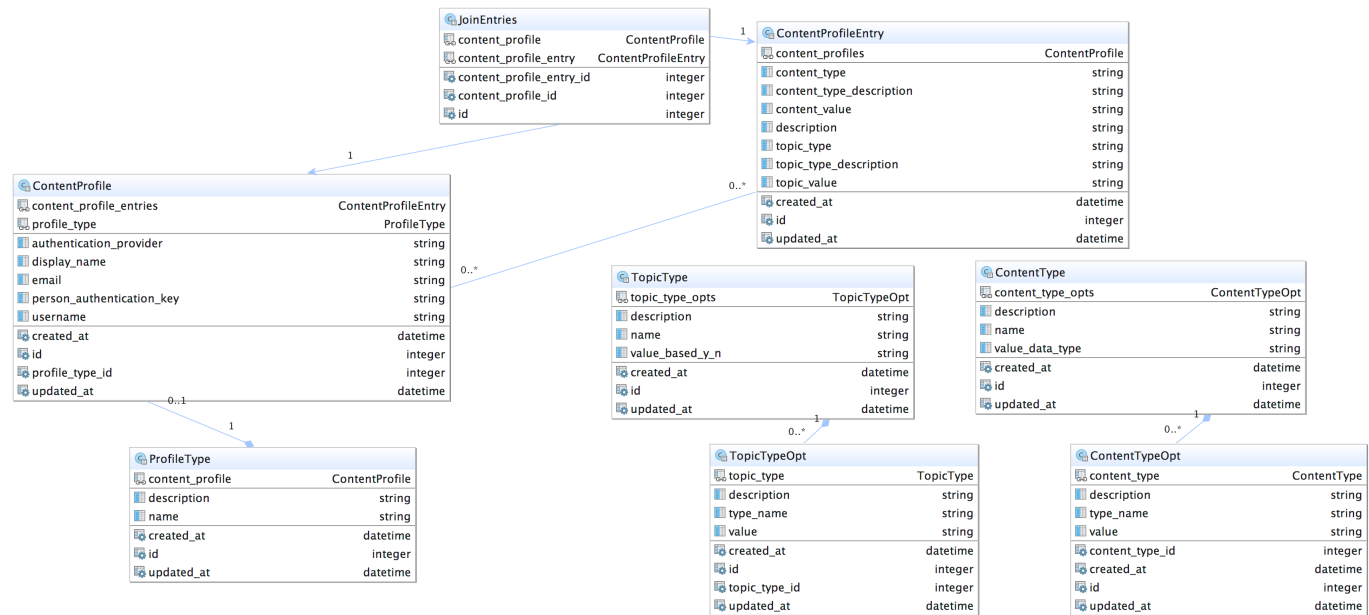 JoinEntries
content_profile ContentProfile
content_profile_entry ContentProfileEntry
content_profile_entry_id integer
content_profile_id integer
id integer
1
ContentProfileEntry
content_profiles ContentProfile
content_type string
content_type_description string
content_value string
description string
topic_type string
topic_type_description string
topic_value string
created_at datetime
id integer
updated_at datetime
1
0..*
0..*
ContentProfile
content_profile_entries ContentProfileEntry
profile_type ProfileType
authentication_provider string
display_name string
email string
person_authentication_key string
username string
created_at datetime
id integer
profile_type_id integer
updated_at datetime
0..1
1
TopicType
topic_type_opts TopicTypeOpt
description string
name string
value_based_y_n string
created_at datetime
id integer
updated_at datetime
1
0..*
ContentType
content_type_opts ContentTypeOpt
description string
name string
value_data_type string
created_at datetime
id integer
updated_at datetime
1
0..*
ProfileType
content_profile ContentProfile
description string
name string
created_at datetime
id integer
updated_at datetime
TopicTypeOpt
topic_type TopicType
description string
type_name string
value string
created_at datetime
id integer
topic_type_id integer
updated_at datetime
ContentTypeOpt
content_type ContentType
description string
type_name string
value string
content_type_id integer
created_at datetime
id integer
updated_at datetime